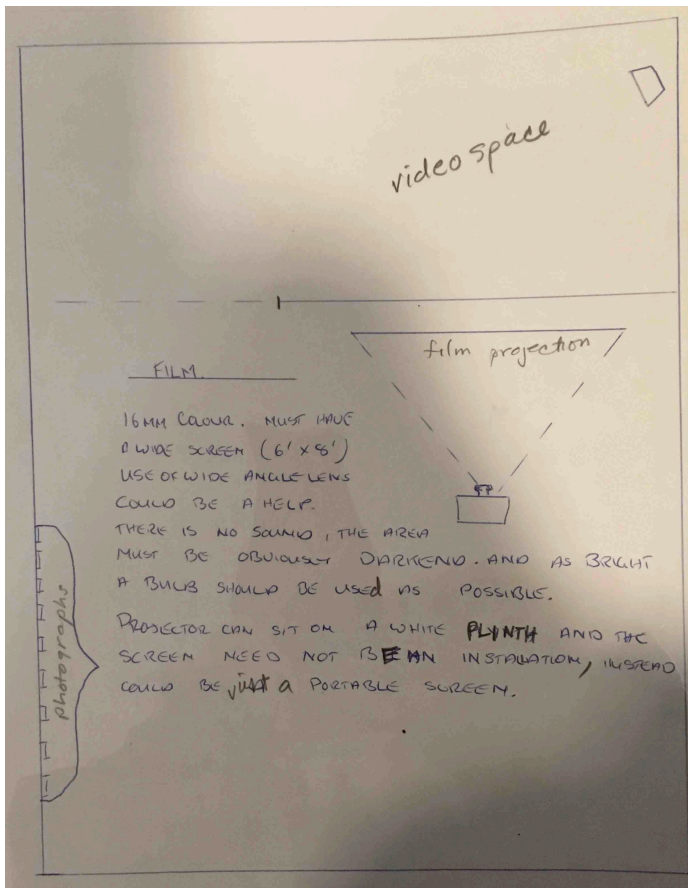 video space
film projection
FILM.
16MM COLOUR. MUST HAVE
A WIDE SCREEN (6' x 8')
USE OF WIDE ANGLE LENS
COULD BE A HELP.
THERE IS NO SOUND, THE AREA
MUST BE OBVIOUSLY DARKEND. AND AS BRIGHT
A BULB SHOULD BE USED AS POSSIBLE.
PROJECTOR CAN SIT ON A WHITE PLYNTH AND THE
SCREEN NEED NOT BE AN INSTALLATION, INSTEAD
COULD BE just a PORTABLE SCREEN.
photographs